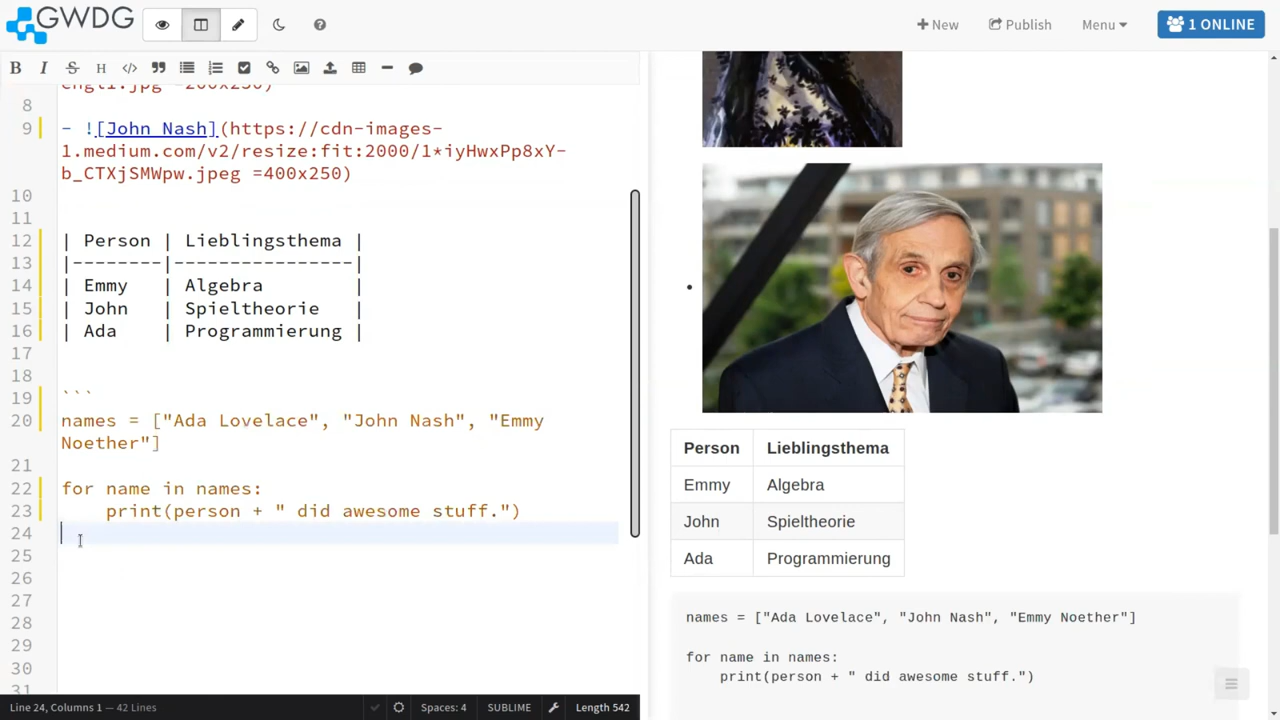 GWDG
New
Publish
Menu
1 ONLINE
B I S H
engl1.jpg =200x250)
8
9 - ![John Nash](https://cdn-images-
1.medium.com/v2/resize:fit:2000/1*iyHwxPp8xY-
b_CTXjSMWpw.jpeg =400x250)
10
11
12 | Person | Lieblingsthema |
13 |--------|----------------|
14 | Emmy | Algebra |
15 | John | Spieltheorie |
16 | Ada | Programmierung |
17
18
19 ```
20 names = ["Ada Lovelace", "John Nash", "Emmy
Noether"]
21
22 for name in names:
23 print(person + " did awesome stuff.")
24
25
26
27
28
29
30
31
Person Lieblingsthema
Emmy Algebra
John Spieltheorie
Ada Programmierung
names = ["Ada Lovelace", "John Nash", "Emmy Noether"]
for name in names:
print(person + " did awesome stuff.")
Line 24, Columns 1 — 42 Lines
Spaces: 4
SUBLIME
Length 542